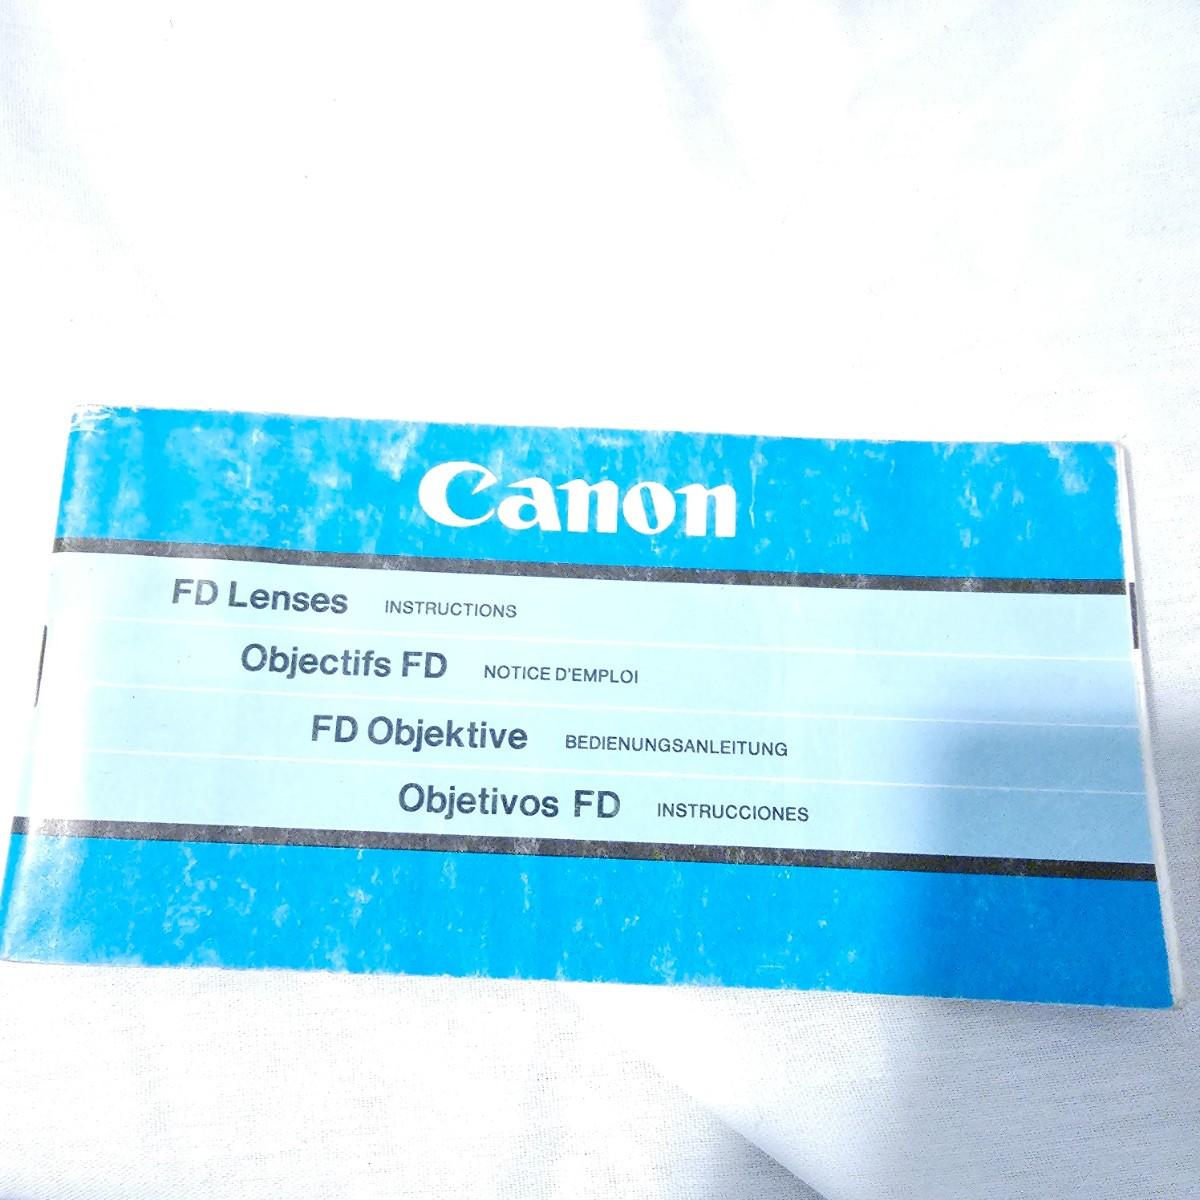 Canon
FD Lenses INSTRUCTIONS
Objectifs FD NOTICE D'EMPLOI
FD Objektive BEDIENUNGSANLEITUNG
Objetivos FD INSTRUCCIONES